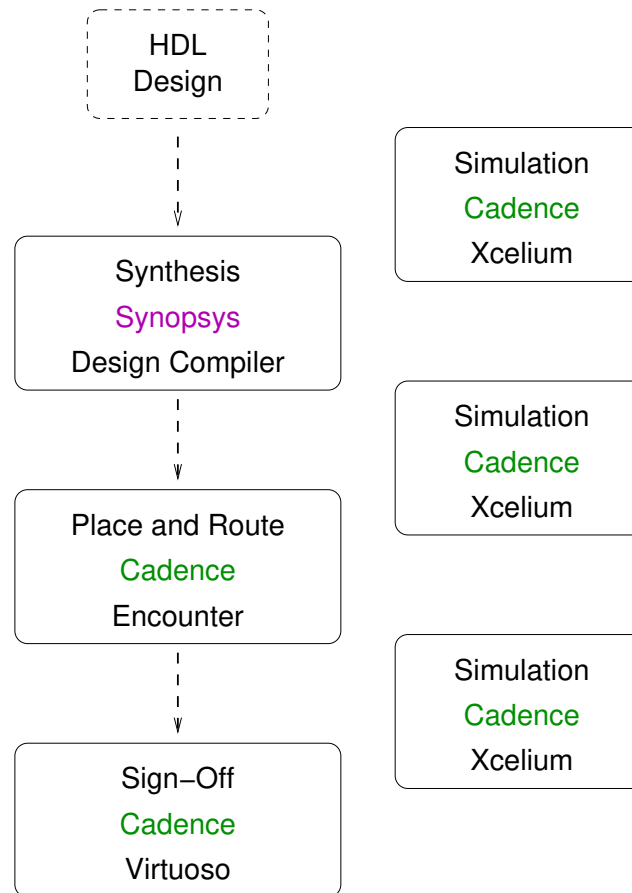 HDL
Design
Simulation
Cadence
Xcelium
Synthesis
Synopsys
Design Compiler
Simulation
Cadence
Xcelium
Place and Route
Cadence
Encounter
Simulation
Cadence
Xcelium
Sign−Off
Cadence
Virtuoso